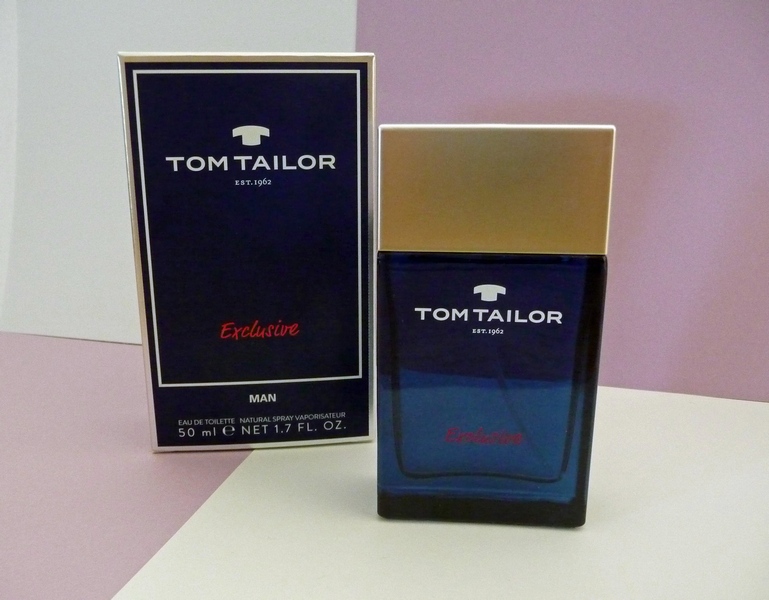 TOM TAILOR
EST.1962
Exclusive
MAN
EAU DE TOILETTE NATURAL SPRAY VAPORISATEUR
50 ml ℮ NET 1.7 FL. OZ.
TOM TAILOR
EST.1962
Exclusive